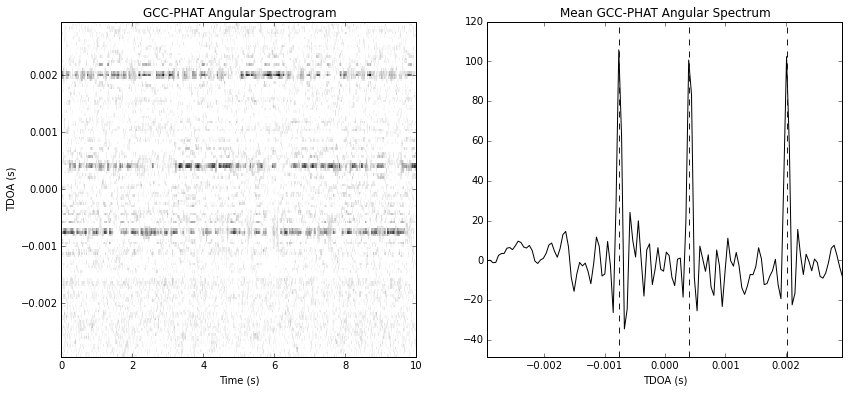 GCC-PHAT Angular Spectrogram
TDOA (s)
0.002
0.001
0.000
−0.001
−0.002
0 2 4 6 8 10
Time (s)
Mean GCC-PHAT Angular Spectrum
120
100
80
60
40
20
0
−20
−40
−0.002 −0.001 0.000 0.001 0.002
TDOA (s)